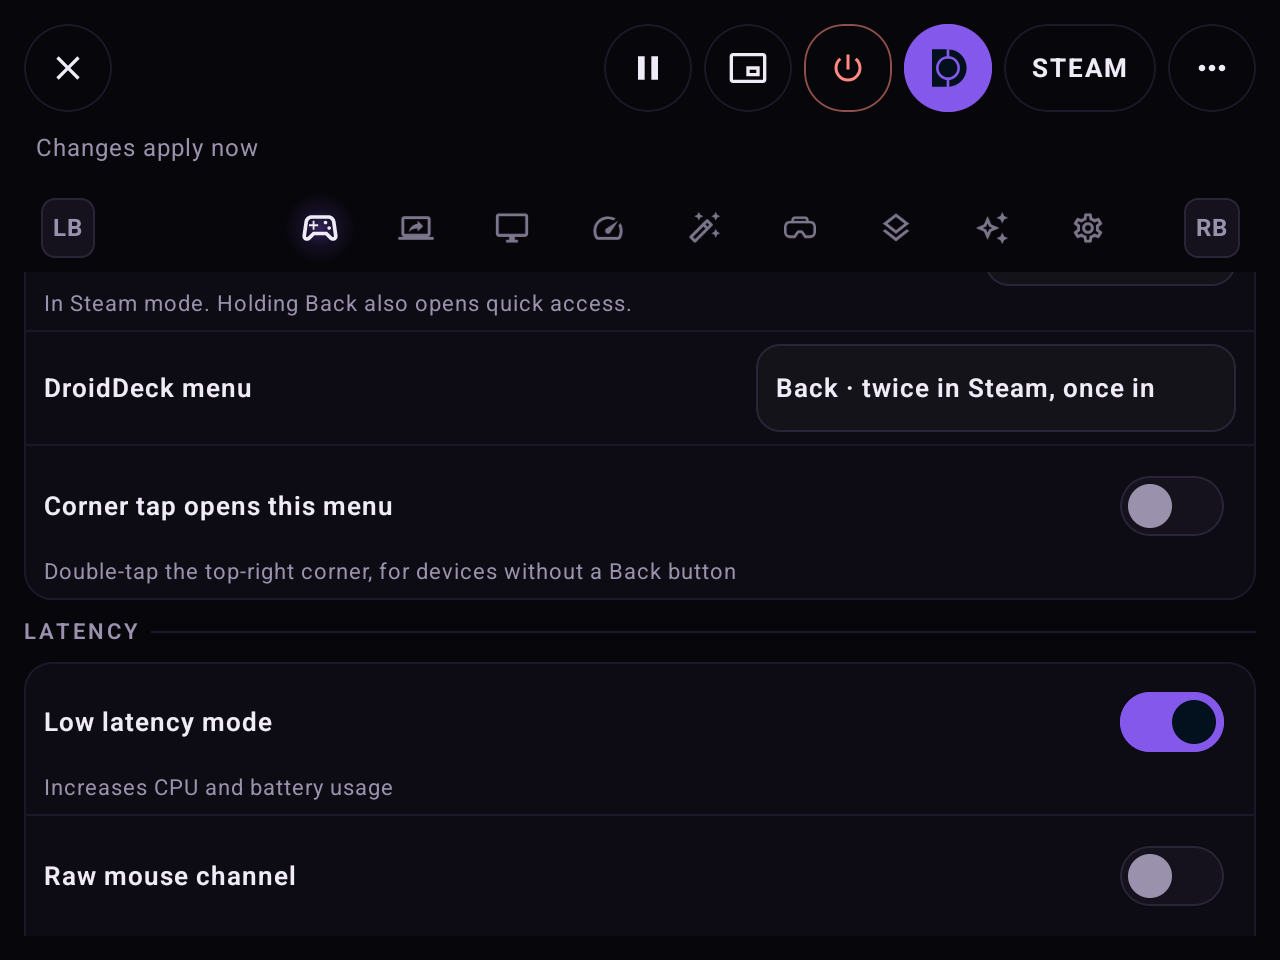 STEAM
Changes apply now
LB
RB
In Steam mode. Holding Back also opens quick access.
DroidDeck menu
Back · twice in Steam, once in
Corner tap opens this menu
Double-tap the top-right corner, for devices without a Back button
LATENCY
Low latency mode
Increases CPU and battery usage
Raw mouse channel